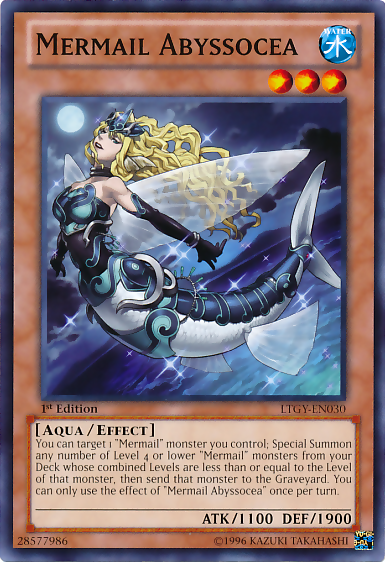 MERMAIL ABYSSOCEA
WATER
水
1st Edition
LTGY-EN030
[AQUA / EFFECT]
You can target 1 "Mermail" monster you control; Special Summon
any number of Level 4 or lower "Mermail" monsters from your
Deck whose combined Levels are less than or equal to the Level
of that monster, then send that monster to the Graveyard. You
can only use the effect of "Mermail Abyssocea" once per turn.
ATK/1100 DEF/1900
28577986
©1996 KAZUKI TAKAHASHI